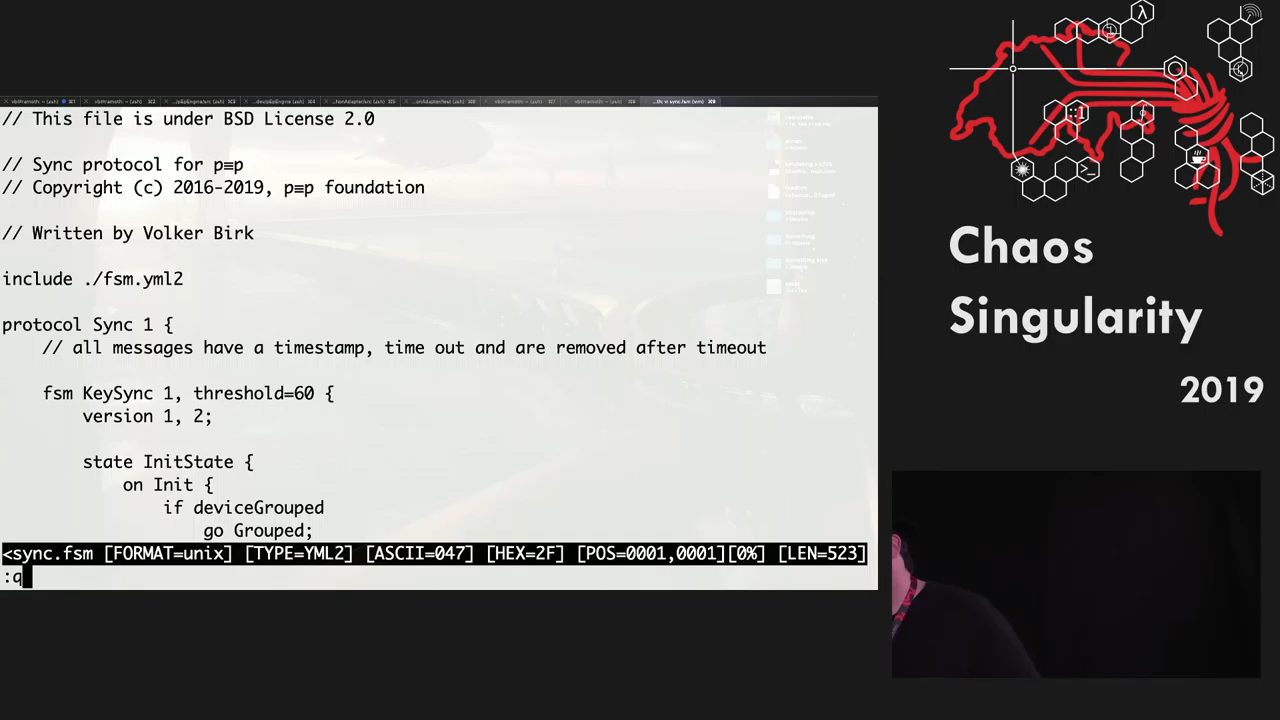 // This file is under BSD License 2.0
// Sync protocol for p≡p
// Copyright (c) 2016-2019, p≡p foundation
// Written by Volker Birk
include ./fsm.yml2
protocol Sync 1 {
// all messages have a timestamp, time out and are removed after timeout
fsm KeySync 1, threshold=60 {
version 1, 2;
state InitState {
on Init {
if deviceGrouped
go Grouped;
<sync.fsm [FORMAT=unix] [TYPE=YML2] [ASCII=047] [HEX=2F] [POS=0001,0001][0%] [LEN=523]
:q
Chaos
Singularity
2019